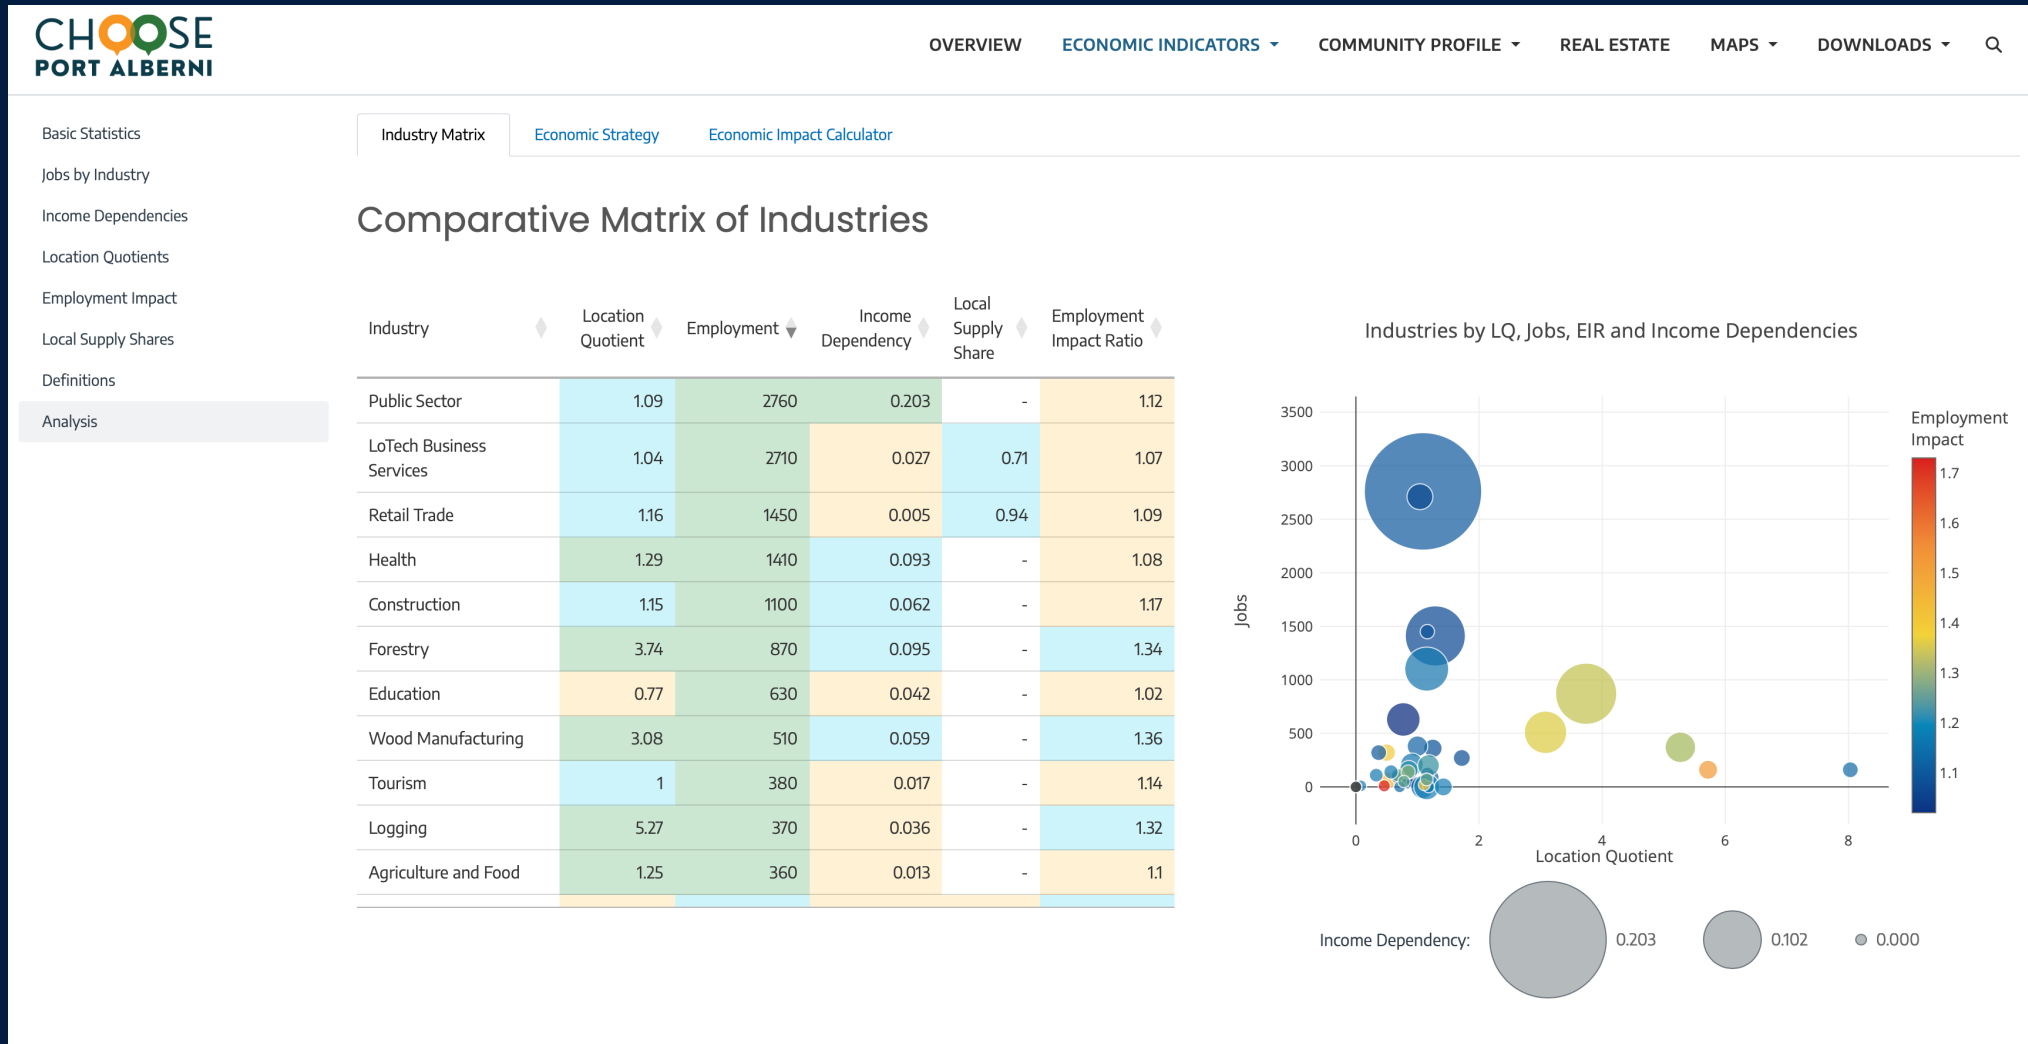 CHOOSE
PORT ALBERNI
OVERVIEW
ECONOMIC INDICATORS
COMMUNITY PROFILE
REAL ESTATE
MAPS
DOWNLOADS
Basic Statistics
Jobs by Industry
Income Dependencies
Location Quotients
Employment Impact
Local Supply Shares
Definitions
Analysis
Industry Matrix
Economic Strategy
Economic Impact Calculator
Comparative Matrix of Industries
Industry
Location
Quotient
Employment
Income
Dependency
Local
Supply
Share
Employment
Impact Ratio
Public Sector 1.09 2760 0.203 - 1.12
LoTech Business
Services 1.04 2710 0.027 0.71 1.07
Retail Trade 1.16 1450 0.005 0.94 1.09
Health 1.29 1410 0.093 - 1.08
Construction 1.15 1100 0.062 - 1.17
Forestry 3.74 870 0.095 - 1.34
Education 0.77 630 0.042 - 1.02
Wood Manufacturing 3.08 510 0.059 - 1.36
Tourism 1 380 0.017 - 1.14
Logging 5.27 370 0.036 - 1.32
Agriculture and Food 1.25 360 0.013 - 1.1
Industries by LQ, Jobs, EIR and Income Dependencies
Jobs
3500
3000
2500
2000
1500
1000
500
0
0 2 4 6 8
Location Quotient
Employment
Impact
1.7
1.6
1.5
1.4
1.3
1.2
1.1
Income Dependency: 0.203 0.102 0.000